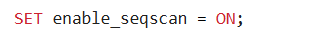 SET enable_seqscan = ON;